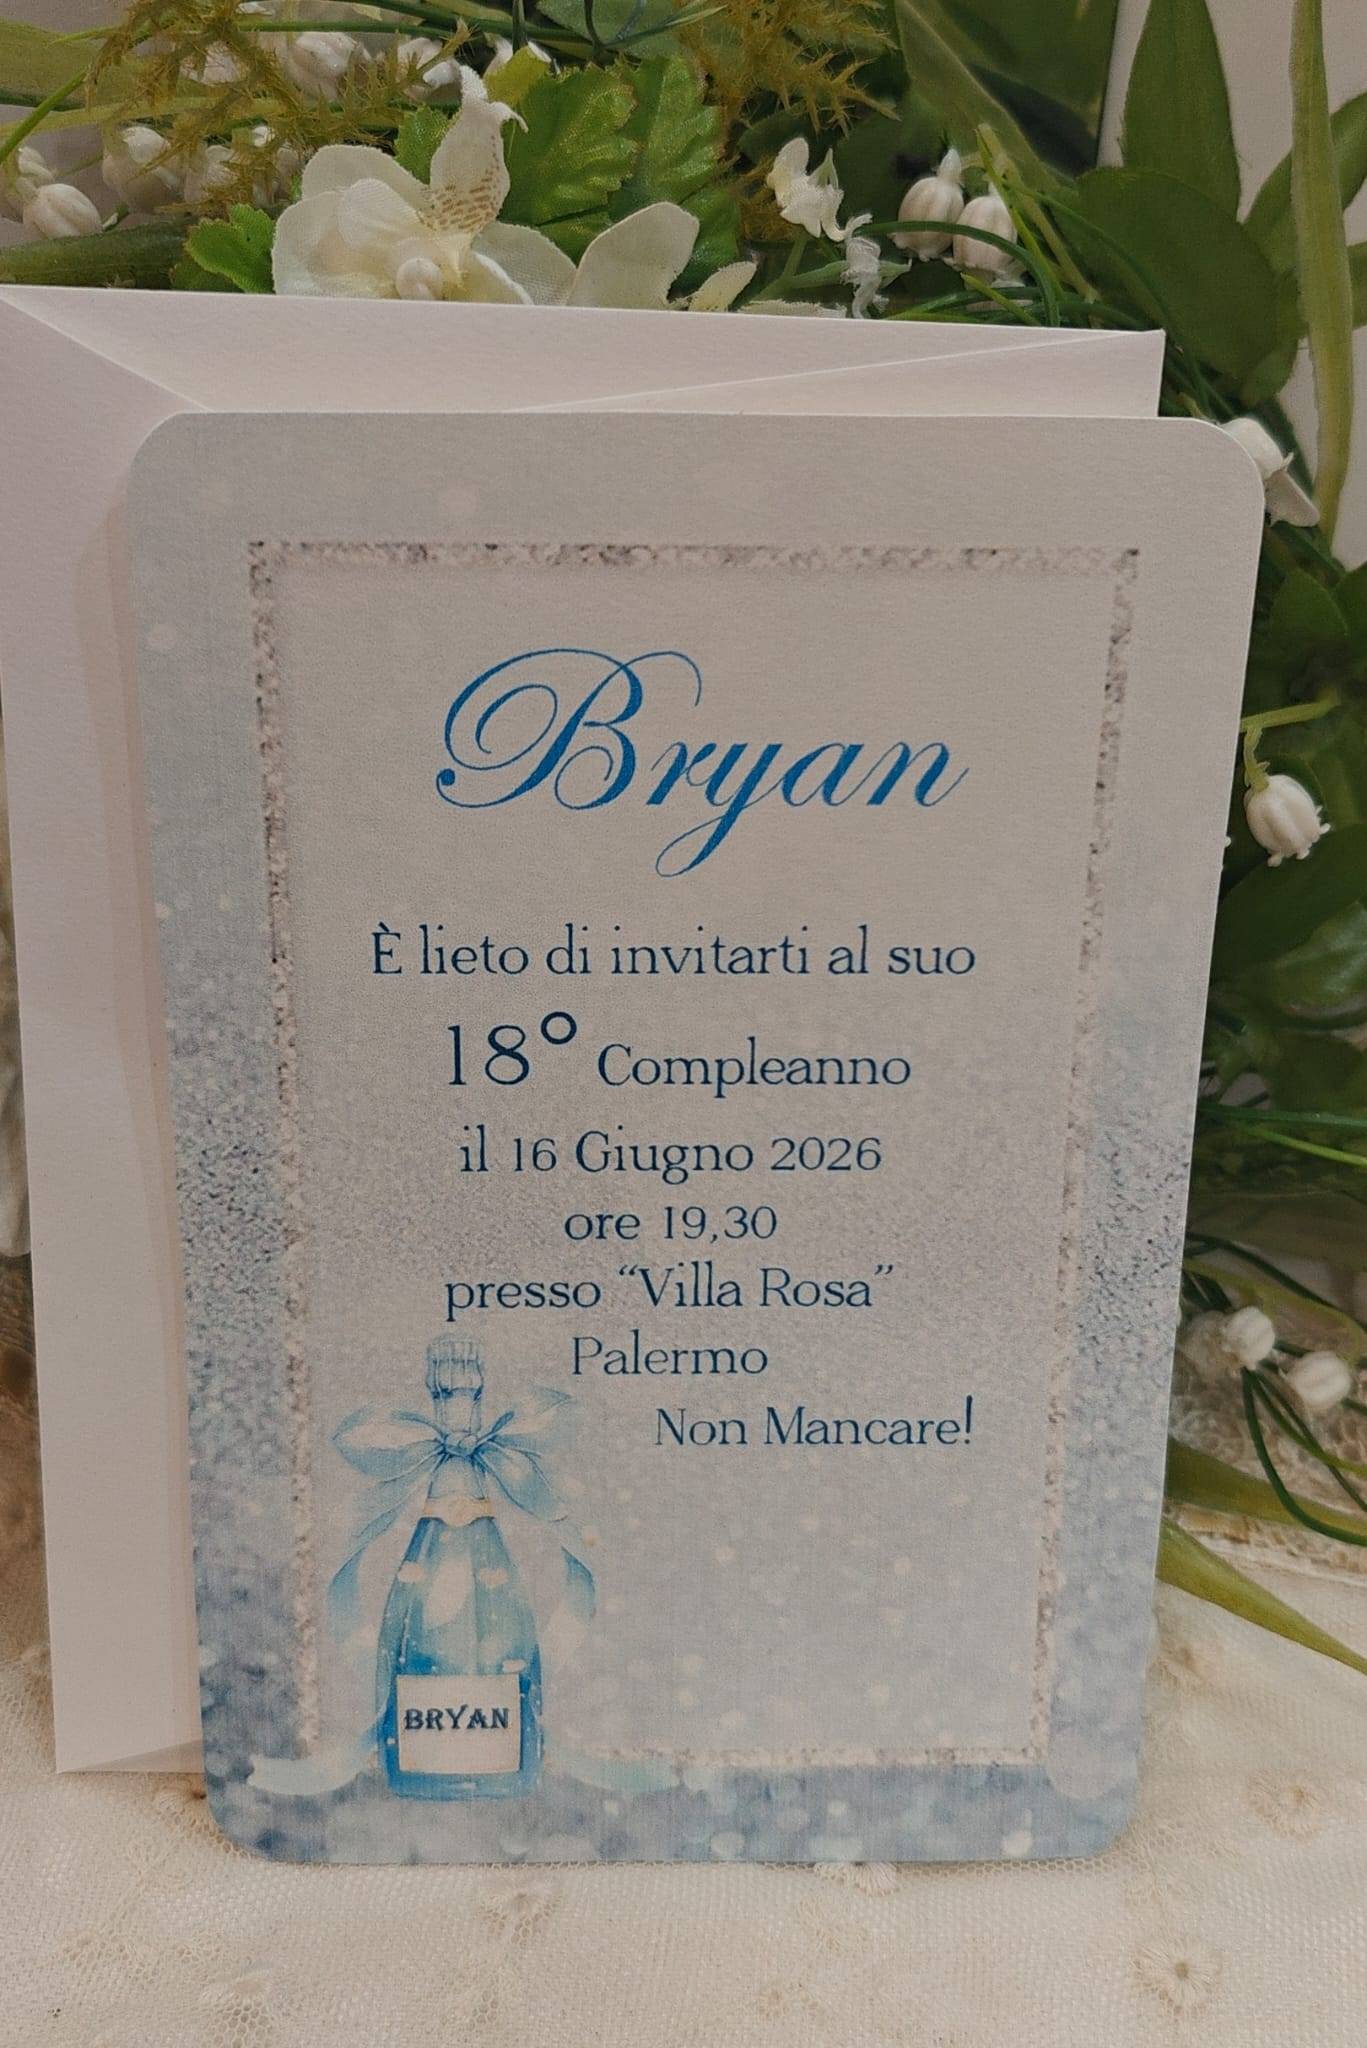 Bryan
È lieto di invitarti al suo
18° Compleanno
il 16 Giugno 2026
ore 19,30
presso “Villa Rosa”
Palermo
Non Mancare!
BRYAN